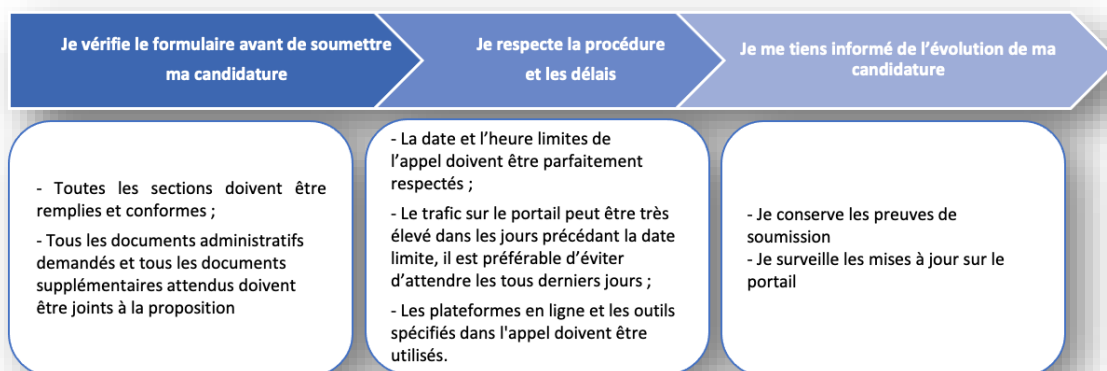 Je vérifie le formulaire avant de soumettre
ma candidature
Je respecte la procédure
et les délais
Je me tiens informé de l’évolution de ma
candidature
- Toutes les sections doivent être
remplies et conformes ;
- Tous les documents administratifs
demandés et tous les documents
supplémentaires attendus doivent
être joints à la proposition
- La date et l’heure limites de
l’appel doivent être parfaitement
respectés ;
- Le trafic sur le portail peut être très
élevé dans les jours précédant la date
limite, il est préférable d’éviter
d’attendre les tous derniers jours ;
- Les plateformes en ligne et les outils
spécifiés dans l'appel doivent être
utilisés.
- Je conserve les preuves de
soumission
- Je surveille les mises à jour sur le
portail